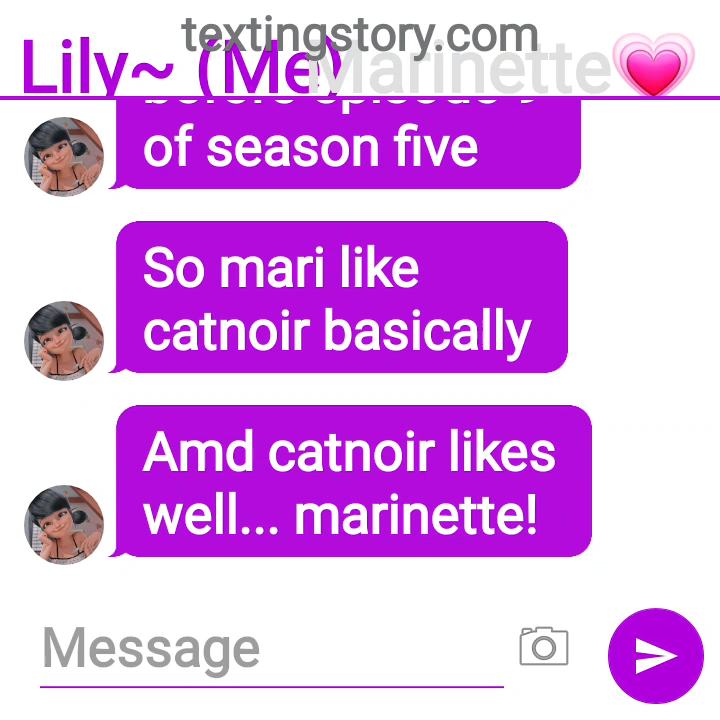 textingstory.com
Lily~ (Me)
Marinette
of season five
So mari like
catnoir basically
Amd catnoir likes
well... marinette!
Message